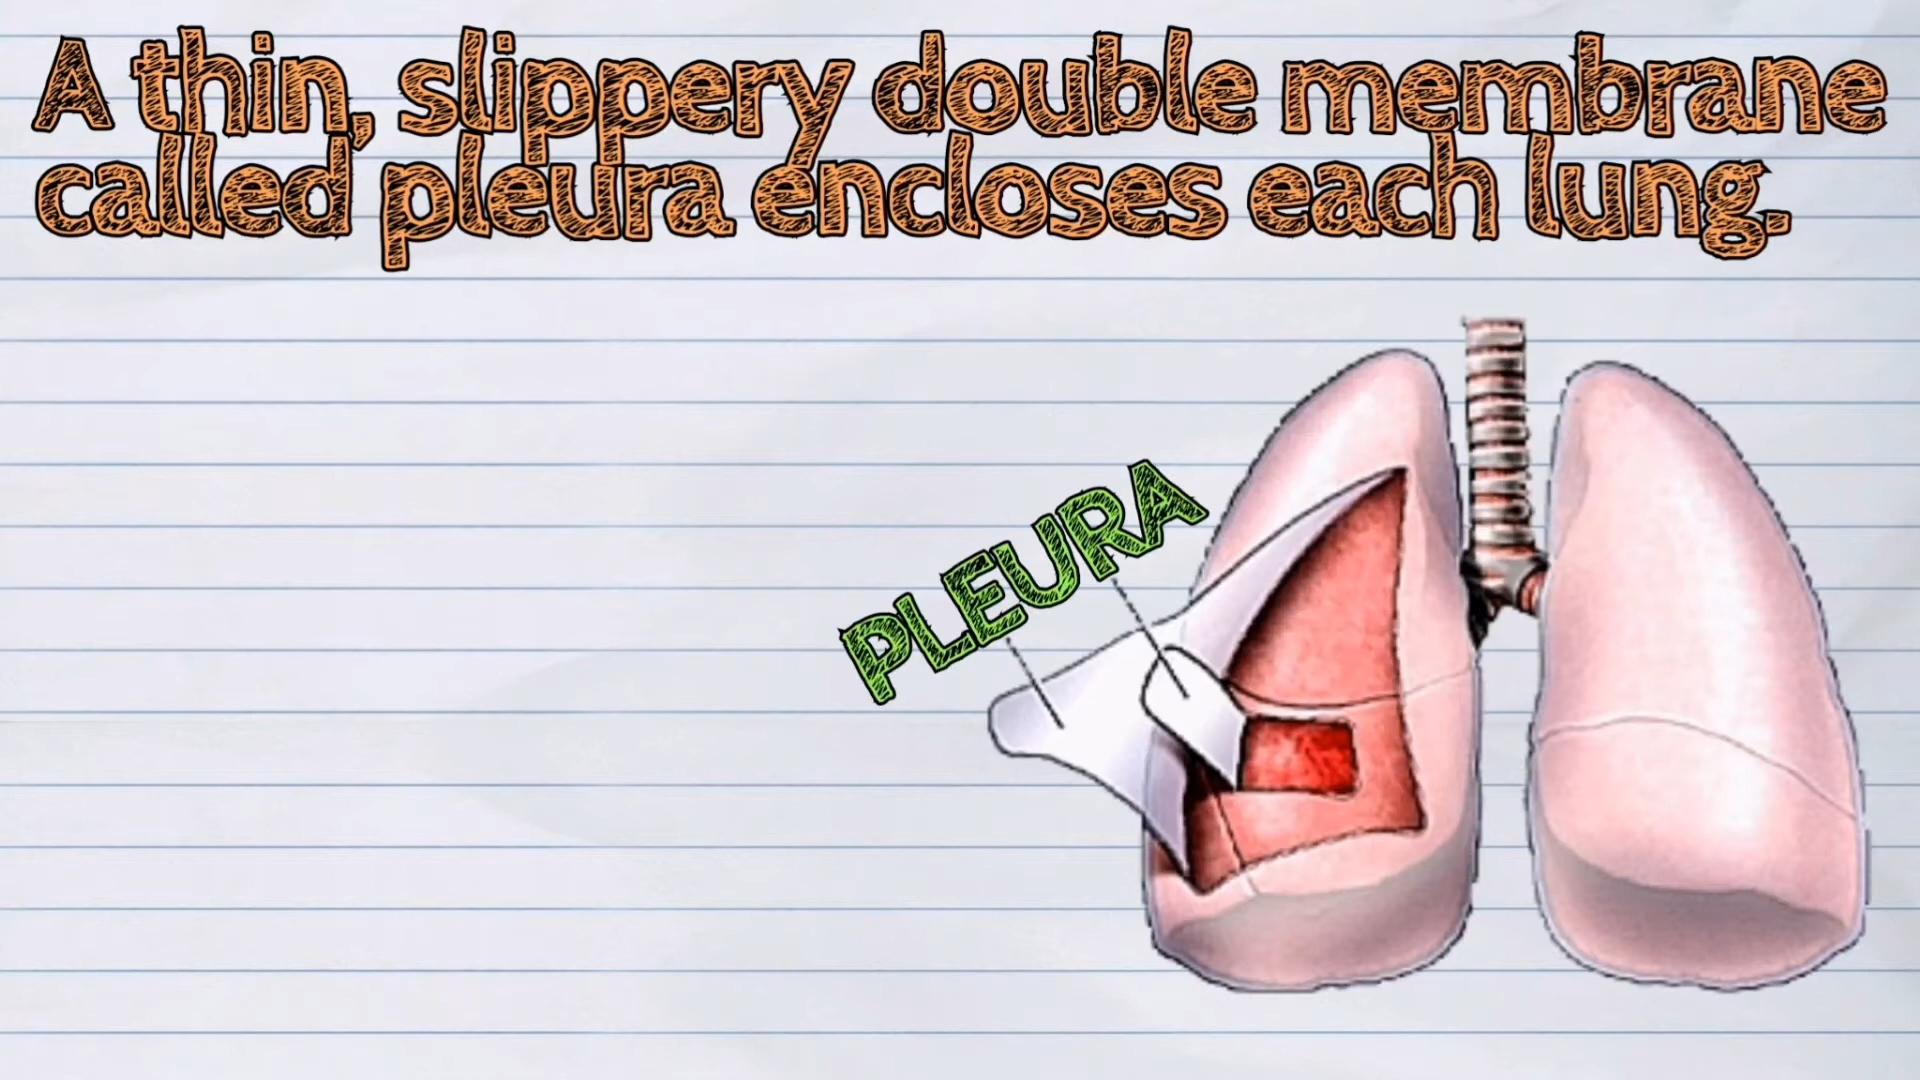 A thin, slippery double membrane
called pleura encloses each lung.
PLEURA